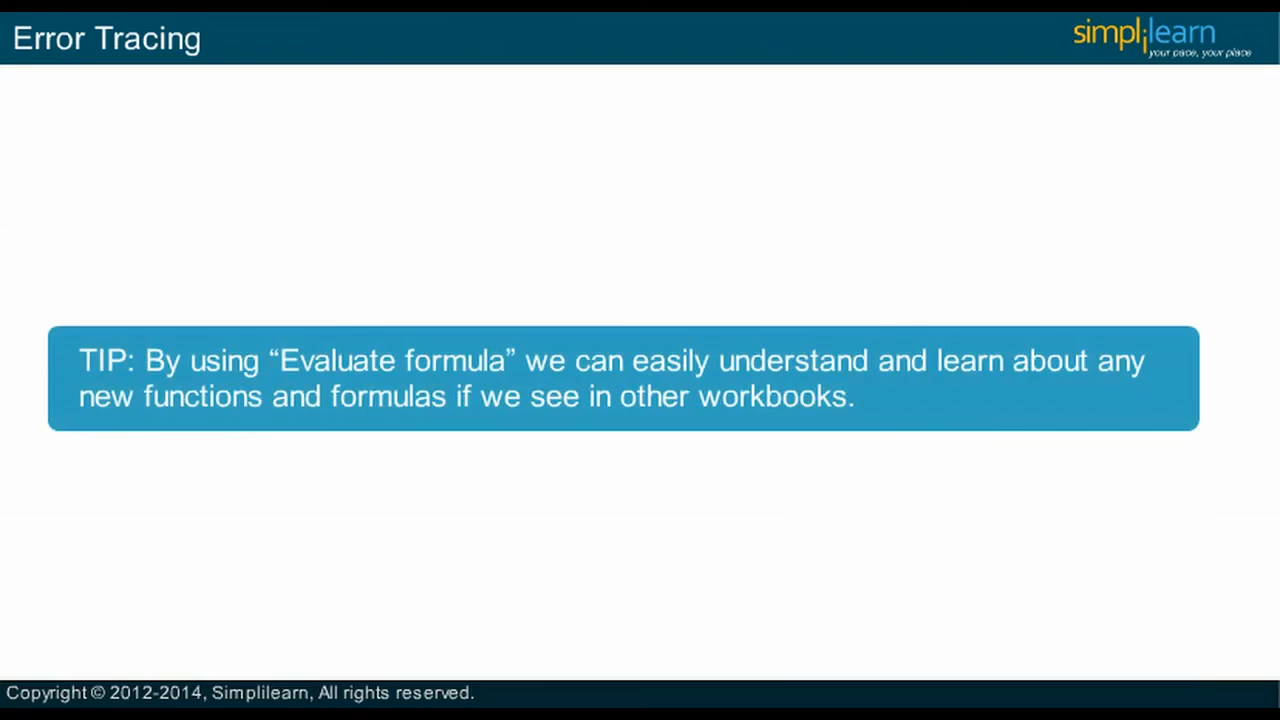 Error Tracing
simplilearn
your pace, your place
TIP: By using “Evaluate formula” we can easily understand and learn about any
new functions and formulas if we see in other workbooks.
Copyright © 2012-2014, Simplilearn, All rights reserved.